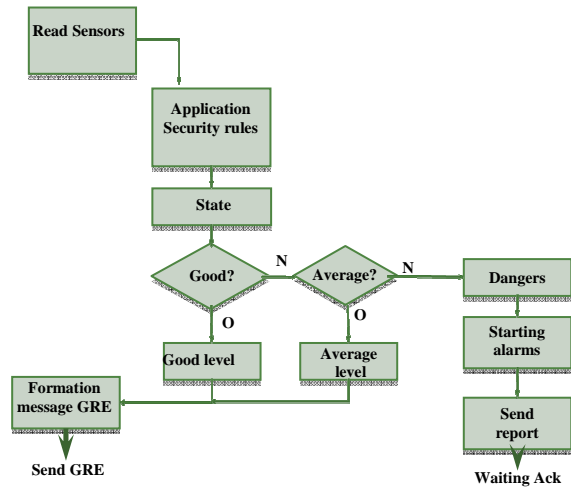 Read Sensors
Application
Security rules
State
Good?
N
Average?
N
Dangers
O
O
Starting
alarms
Good level
Average
level
Formation
message GRE
Send
report
Send GRE
Waiting Ack